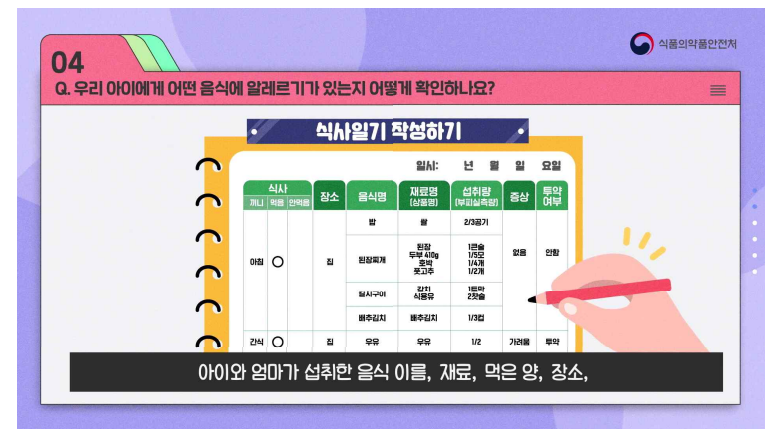 식품의약품안전처
04
Q. 우리 아이에게 어떤 음식에 알레르기가 있는지 어떻게 확인하나요?
식사일기 작성하기
일시: 년 월 일 요일
식사 장소 음식명 재료명 (상품명) 섭취량 (부피실측량) 증상 투약여부
끼니 먹음 안먹음
밥 쌀 2/3공기
아침 ○ 집 된장찌개 된장 1큰술 없음 안함
두부 410g 1/5모
호박 1/4개
풋고추 1/2개
1토막
식용유 2찻술
배추김치 배추김치 1/3컵
간식 ○ 집 우유 우유 1/2 가려움 투약
아이와 엄마가 섭취한 음식 이름, 재료, 먹은 양, 장소,